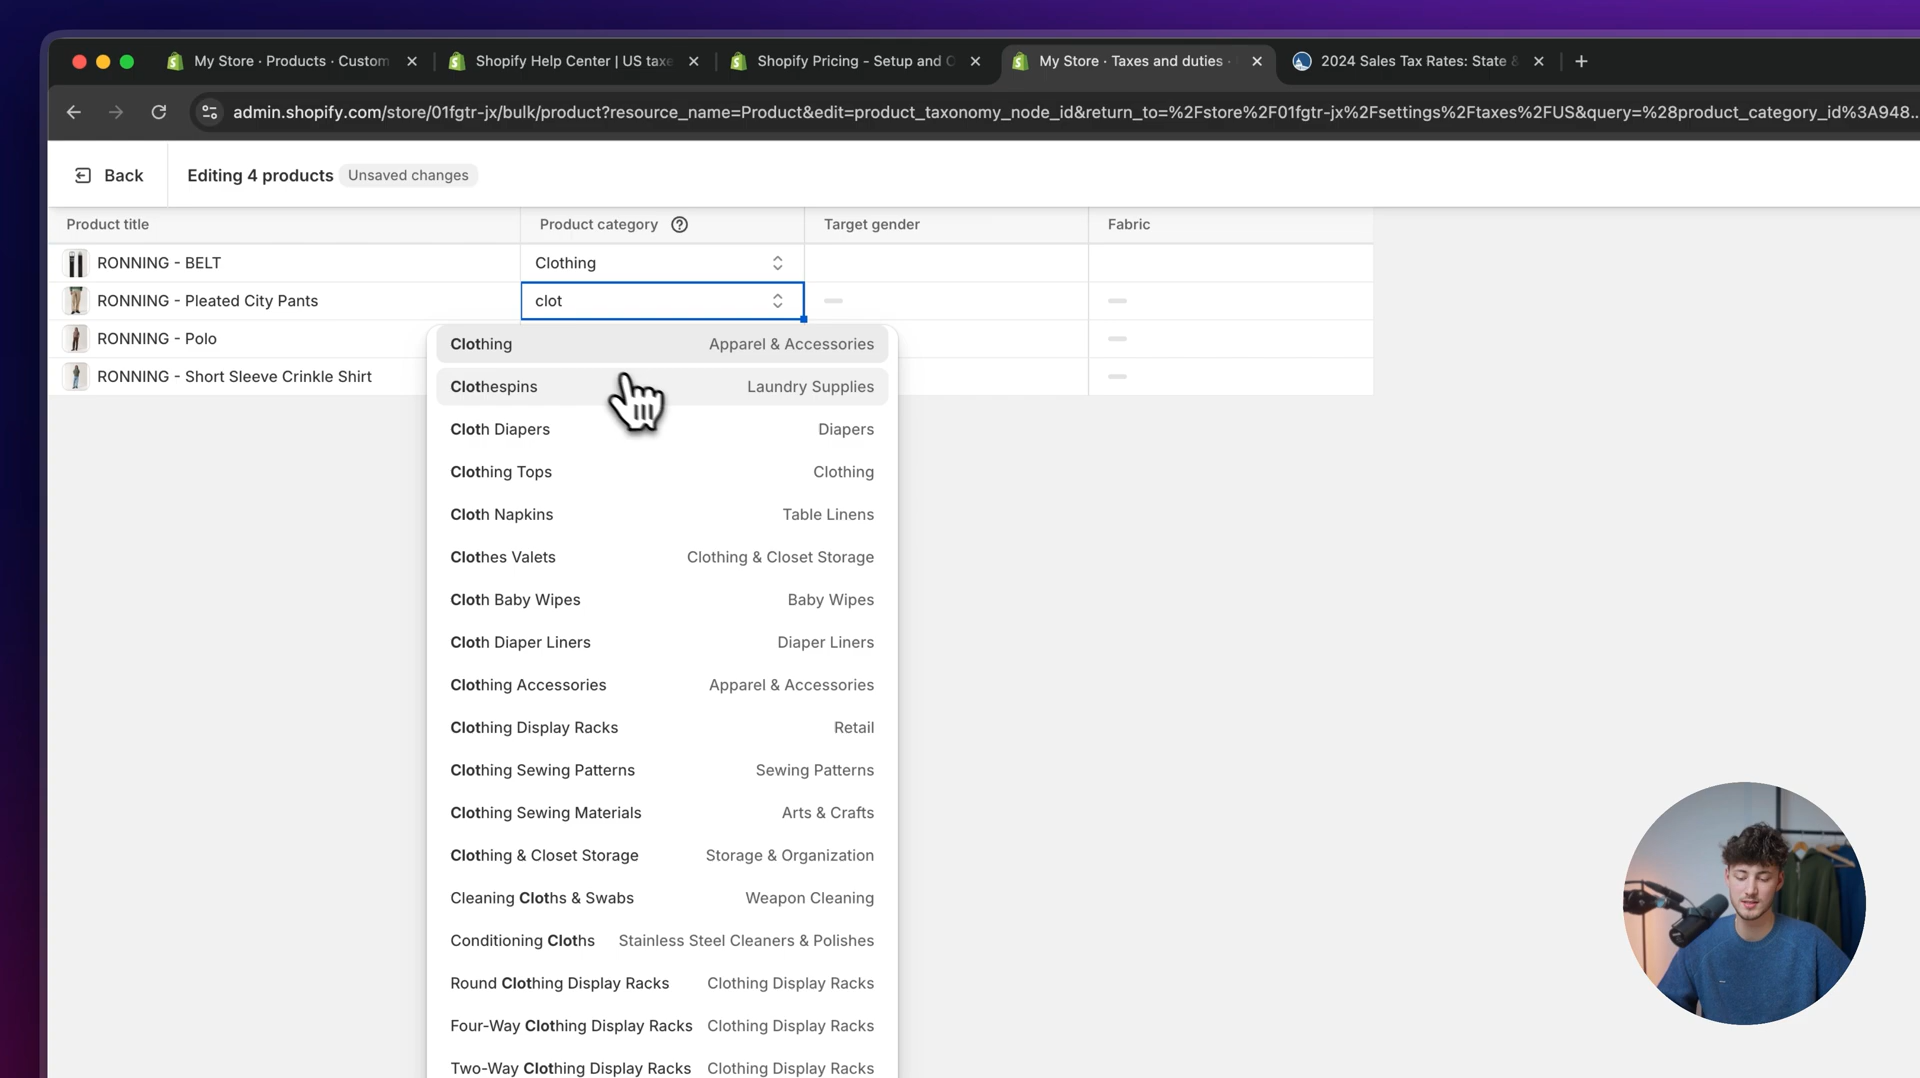 My Store · Products · Custom
Shopify Help Center | US taxe
Shopify Pricing - Setup and O
My Store · Taxes and duties ·
2024 Sales Tax Rates: State &
admin.shopify.com/store/01fgtr-jx/bulk/product?resource_name=Product&edit=product_taxonomy_node_id&return_to=%2Fstore%2F01fgtr-jx%2Fsettings%2Ftaxes%2FUS&query=%28product_category_id%3A948...
Back
Editing 4 products
Unsaved changes
Product title
Product category
Target gender
Fabric
RONNING - BELT
Clothing
RONNING - Pleated City Pants
clot
RONNING - Polo
RONNING - Short Sleeve Crinkle Shirt
Clothing Apparel & Accessories
Clothespins Laundry Supplies
Cloth Diapers Diapers
Clothing Tops Clothing
Cloth Napkins Table Linens
Clothes Valets Clothing & Closet Storage
Cloth Baby Wipes Baby Wipes
Cloth Diaper Liners Diaper Liners
Clothing Accessories Apparel & Accessories
Clothing Display Racks Retail
Clothing Sewing Patterns Sewing Patterns
Clothing Sewing Materials Arts & Crafts
Clothing & Closet Storage Storage & Organization
Cleaning Cloths & Swabs Weapon Cleaning
Conditioning Cloths Stainless Steel Cleaners & Polishes
Round Clothing Display Racks Clothing Display Racks
Four-Way Clothing Display Racks Clothing Display Racks
Two-Way Clothing Display Racks Clothing Display Racks